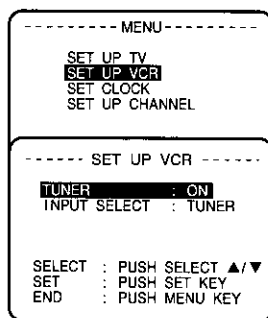 ---------- MENU ----------
SET UP TV
SET UP VCR
SET CLOCK
SET UP CHANNEL
------ SET UP VCR ------
TUNER : ON
INPUT SELECT : TUNER
SELECT : PUSH SELECT ▲/▼
SET : PUSH SET KEY
END : PUSH MENU KEY